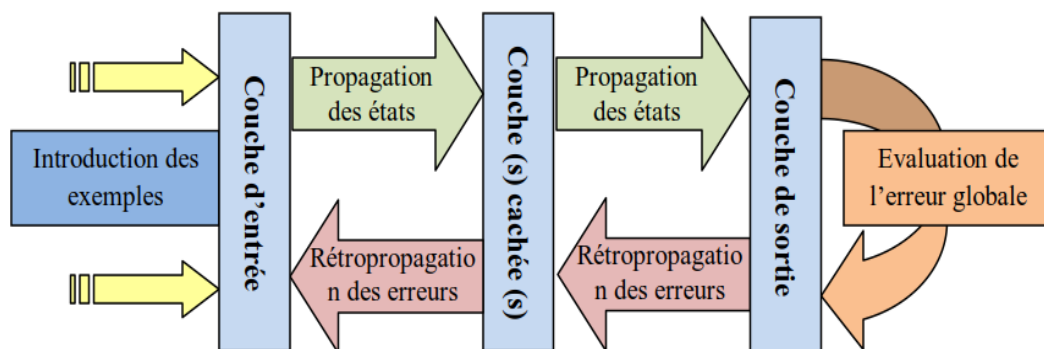 Introduction des
exemples
Couche d'entrée
Propagation
des états
Rétropropagatio
n des erreurs
Couche (s) cachée (s)
Propagation
des états
Rétropropagatio
n des erreurs
Couche de sortie
Evaluation de
l'erreur globale